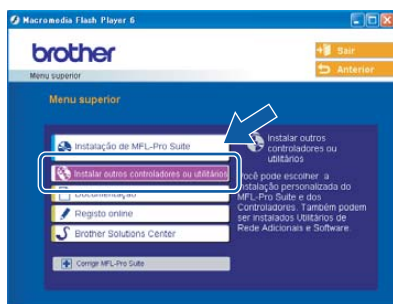 Macromedia Flash Player 6
brother
Sair
Anterior
Menu superior
Menu superior
Instalação de MFL-Pro Suite
Instalar outros controladores ou utilitários
Documentação
Registo online
Brother Solutions Center
Corrigir MFL-Pro Suite
Instalar outros
controladores ou
utilitários
Você pode escolher a
instalação personalizada do
MFL-Pro Suite e dos
Controladores. Também podem
ser instalados Utilitários de
Rede Adicionais e Software.